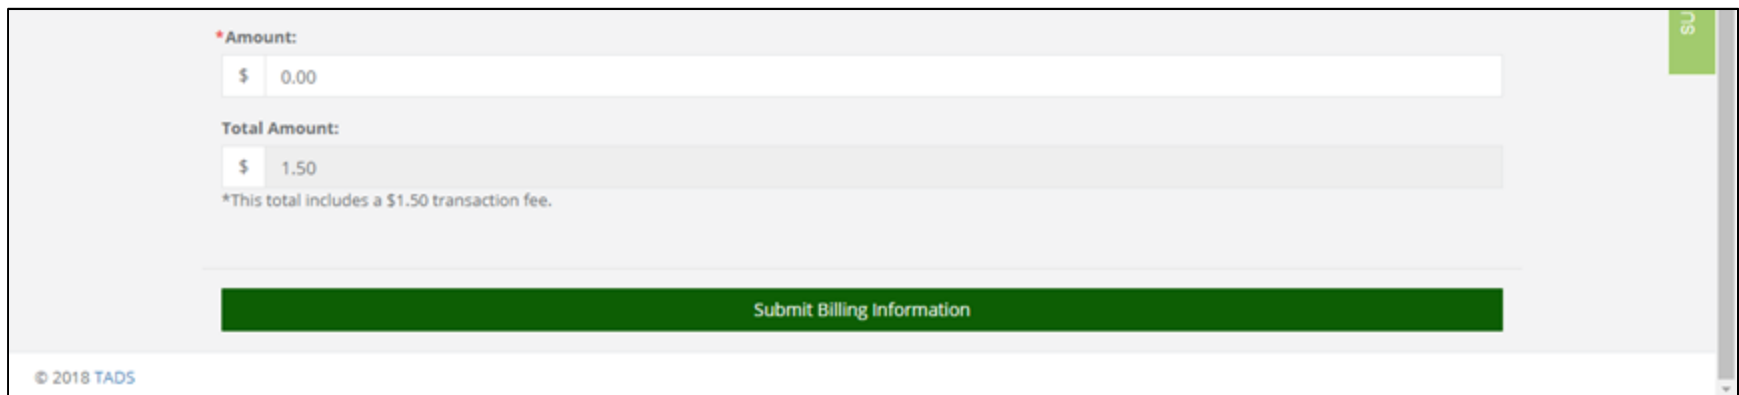 *Amount:
$ 0.00
Total Amount:
$ 1.50
*This total includes a $1.50 transaction fee.
Submit Billing Information
© 2018 TADS